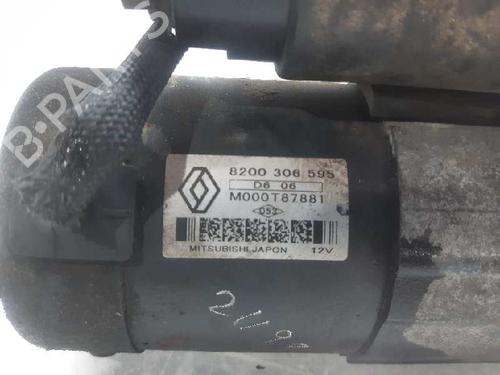 B-PARTS
8200 306 595
D6 06
M000T87881
053
MITSUBISHI JAPON 12V